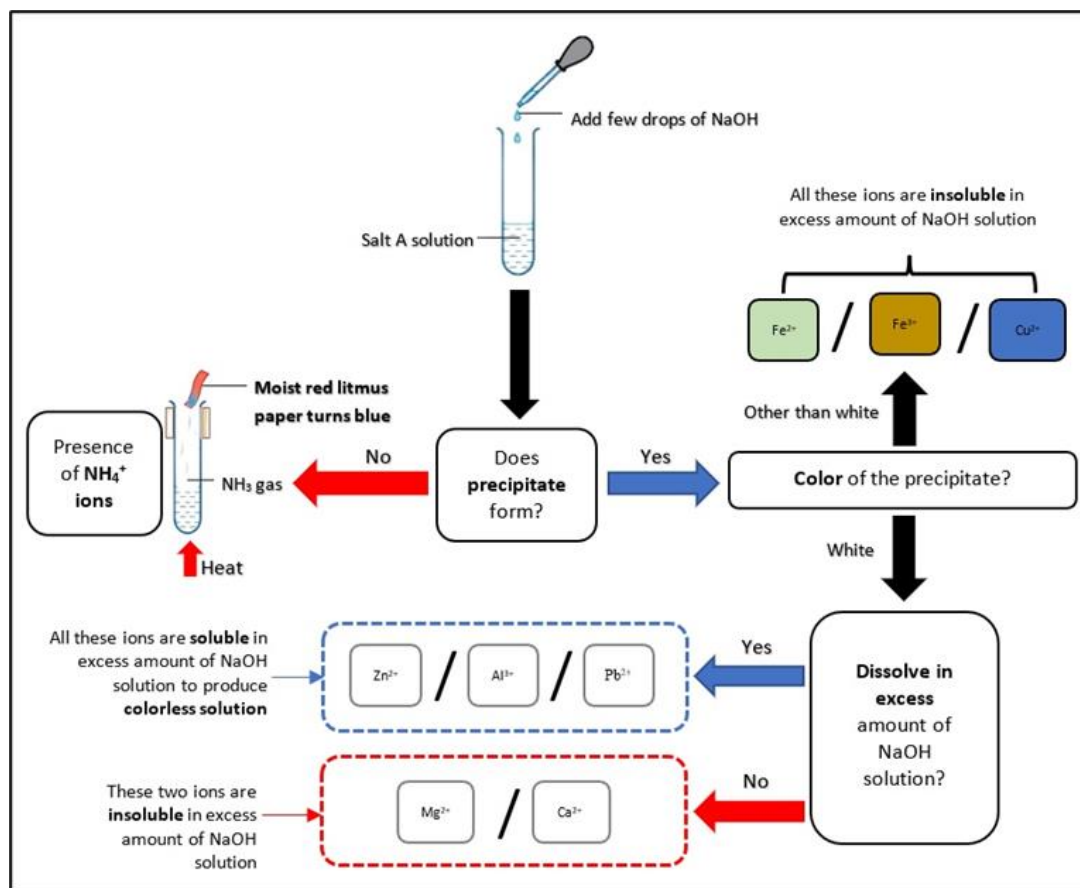 Add few drops of NaOH
Salt A solution
All these ions are insoluble in
excess amount of NaOH solution
Fe²⁺
/
Fe³⁺
/
Cu²⁺
Other than white
Moist red litmus
paper turns blue
Presence
of NH₄⁺
ions
NH₃ gas
Heat
No
Does
precipitate
form?
Yes
Color of the precipitate?
White
All these ions are soluble in
excess amount of NaOH
solution to produce
colorless solution
Zn²⁺
/
Al³⁺
/
Pb²⁺
Yes
Dissolve in
excess
amount of
NaOH
solution?
These two ions are
insoluble in excess
amount of NaOH
solution
Mg²⁺
/
Ca²⁺
No